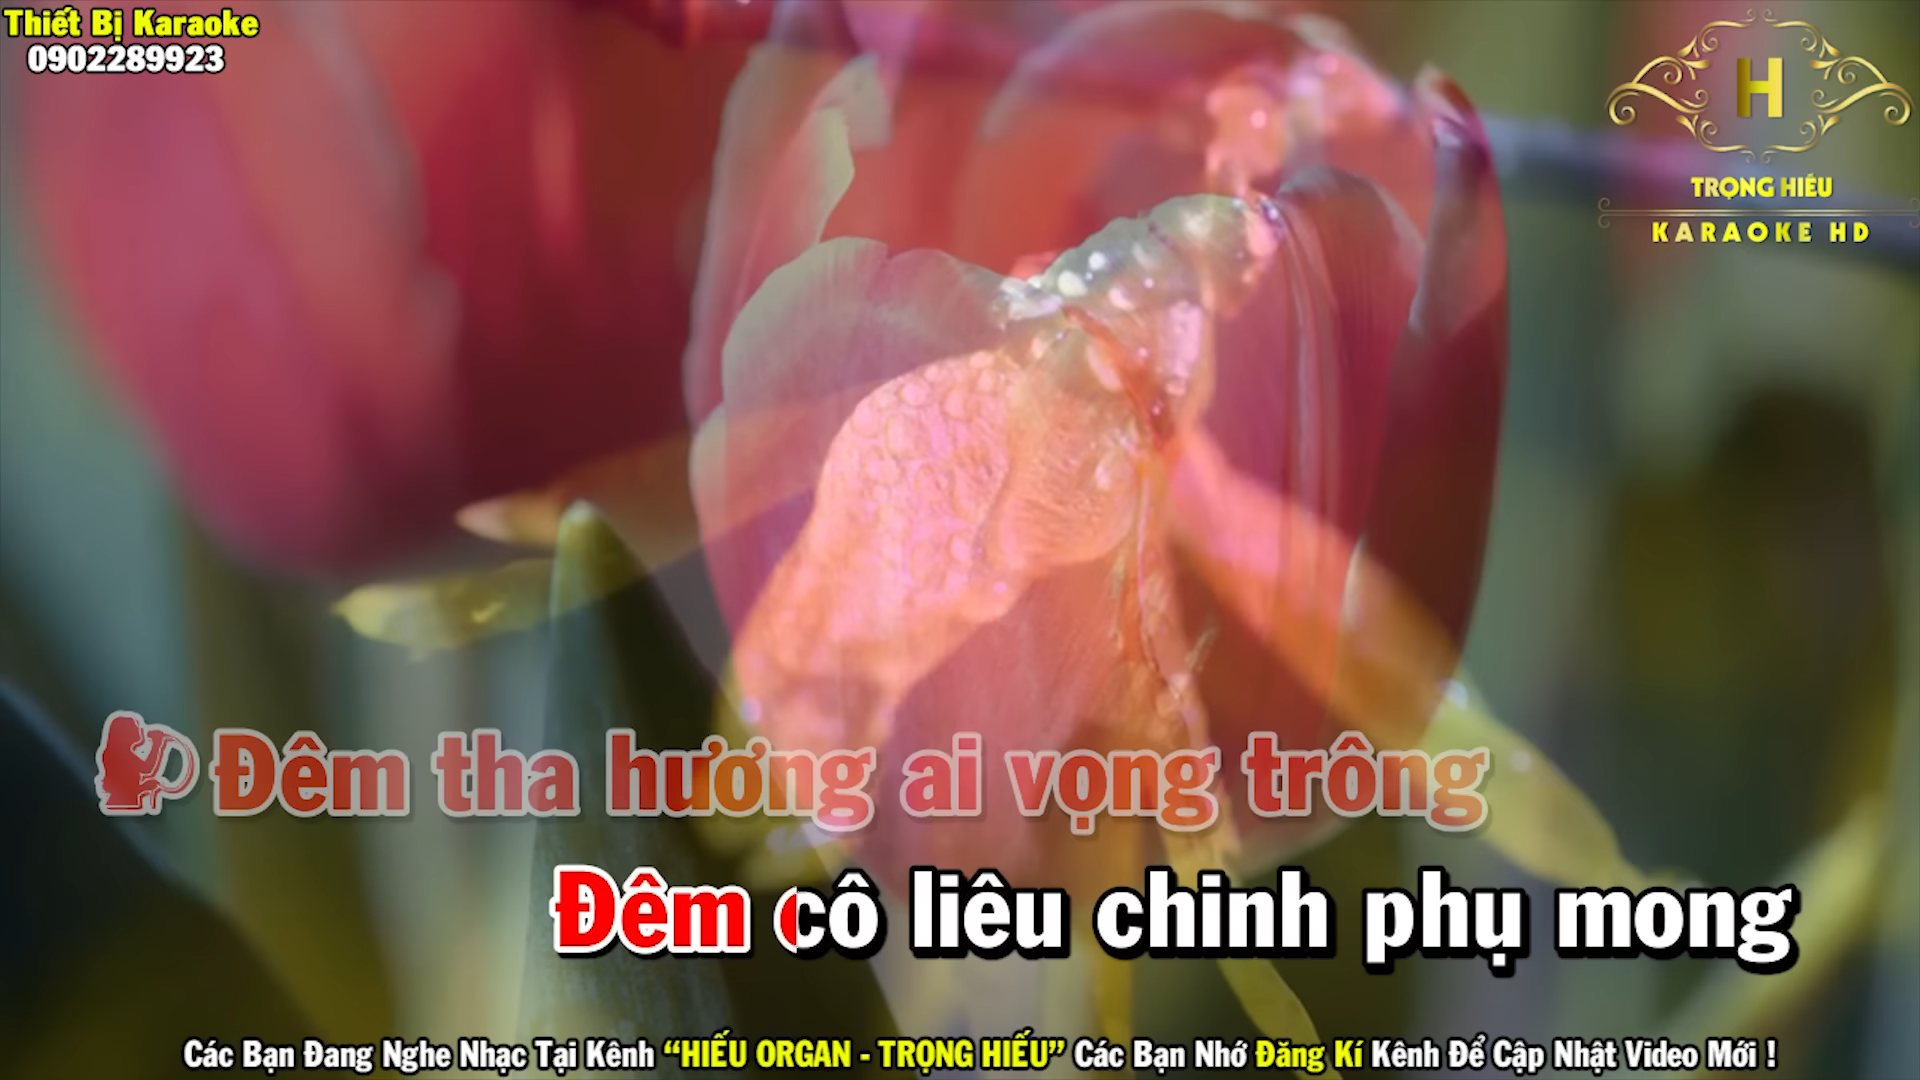 Thiết Bị Karaoke
0902289923
H
TRỌNG HIẾU
KARAOKE HD
Đêm tha hương ai vọng trông
Đêm cô liêu chinh phụ mong
Các Bạn Đang Nghe Nhạc Tại Kênh “HIẾU ORGAN - TRỌNG HIẾU” Các Bạn Nhớ Đăng Kí Kênh Để Cập Nhật Video Mới !